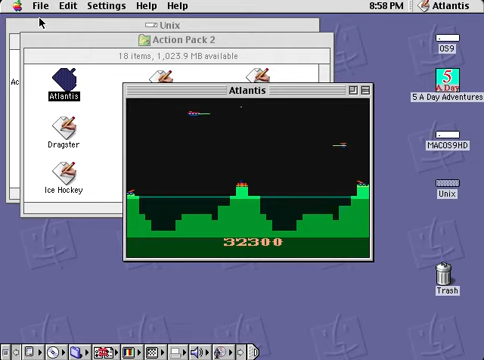 File Edit Settings Help Help 8:58 PM Atlantis
Unix
Action Pack 2
18 items, 1,023.9 MB available
Atlantis
Dragster
Ice Hockey
Atlantis
32300
OS9
5
A Day
5 A Day Adventures
MACOS9HD
Unix
Trash